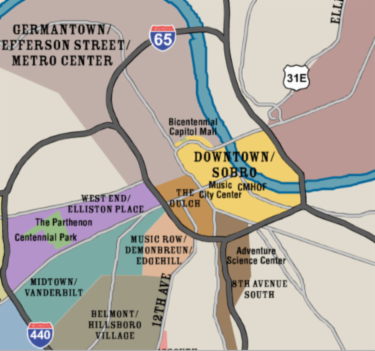 GERMANTOWN/
EFFERSON STREET/
METRO CENTER
65
31E
ELL
Bicentennial
Capitol Mall
DOWNTOWN/
SOBRO
Music
City Center
CMHOF
THE
GULCH
WEST END/
ELLISTON PLACE
The Parthenon
Centennial Park
MUSIC ROW/
DEMONBREUN/
EDGEHILL
Adventure
Science Center
8TH AVENUE
SOUTH
MIDTOWN/
VANDERBILT
12TH AVE
BELMONT/
HILLSBORO
VILLAGE
440